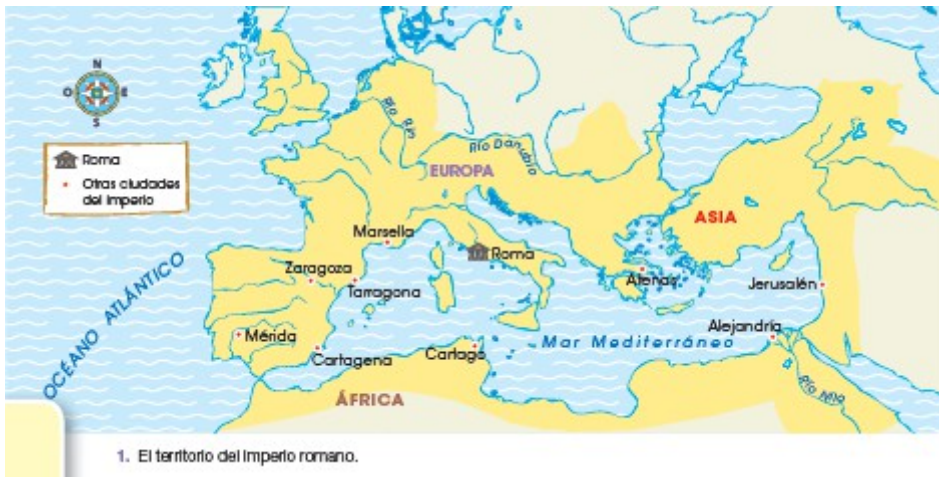 N
O
E
S
Roma
Otras ciudades
del Imperio
OCÉANO ATLÁNTICO
Río Rin
Río Danubio
EUROPA
ASIA
Marsella
Roma
Zaragoza
Tarragona
Atenas
Jerusalén
Mérida
Alejandría
Cartagena
Cartago
Mar Mediterráneo
ÁFRICA
Río Nilo
1. El territorio del Imperio romano.